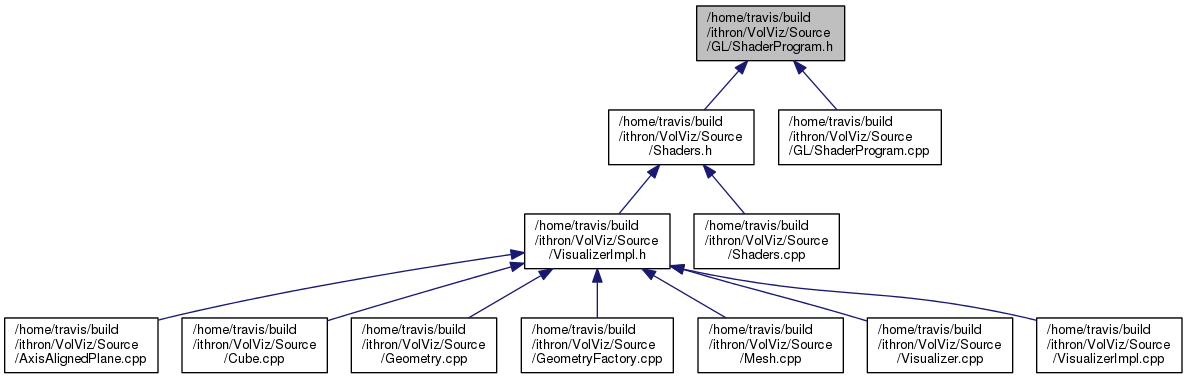 /home/travis/build
/ithron/VolViz/Source
/GL/ShaderProgram.h
/home/travis/build
/ithron/VolViz/Source
/Shaders.h
/home/travis/build
/ithron/VolViz/Source
/GL/ShaderProgram.cpp
/home/travis/build
/ithron/VolViz/Source
/VisualizerImpl.h
/home/travis/build
/ithron/VolViz/Source
/Shaders.cpp
/home/travis/build
/ithron/VolViz/Source
/AxisAlignedPlane.cpp
/home/travis/build
/ithron/VolViz/Source
/Cube.cpp
/home/travis/build
/ithron/VolViz/Source
/Geometry.cpp
/home/travis/build
/ithron/VolViz/Source
/GeometryFactory.cpp
/home/travis/build
/ithron/VolViz/Source
/Mesh.cpp
/home/travis/build
/ithron/VolViz/Source
/Visualizer.cpp
/home/travis/build
/ithron/VolViz/Source
/VisualizerImpl.cpp